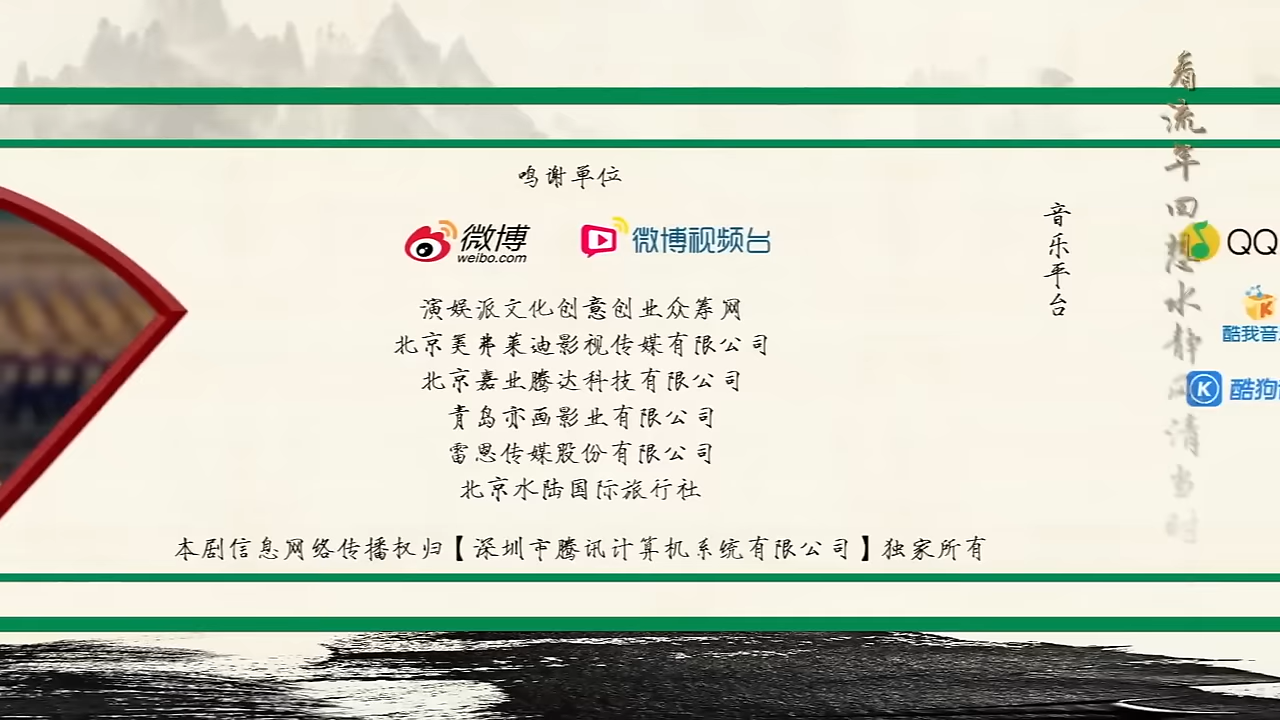 鸣谢单位
微博
weibo.com
微博视频台
演娱派文化创意创业众筹网
北京美弗莱迪影视传媒有限公司
北京嘉业腾达科技有限公司
青岛亦画影业有限公司
雷恩传媒股份有限公司
北京水陆国际旅行社
本剧信息网络传播权归【深圳市腾讯计算机系统有限公司】独家所有
音乐平台
QQ
酷我音
酷狗
看流年回想水静风清当时